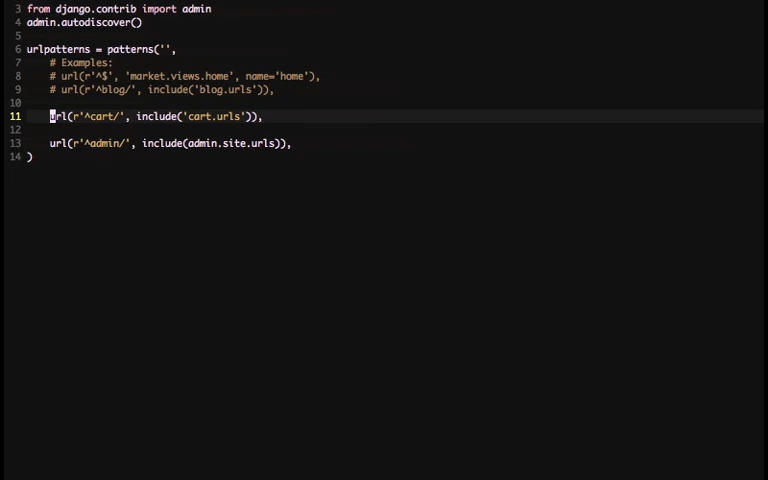 3 from django.contrib import admin
4 admin.autodiscover()
5
6 urlpatterns = patterns('',
7     # Examples:
8     # url(r'^$', 'market.views.home', name='home'),
9     # url(r'^blog/', include('blog.urls')),
10
11     url(r'^cart/', include('cart.urls')),
12
13     url(r'^admin/', include(admin.site.urls)),
14 )